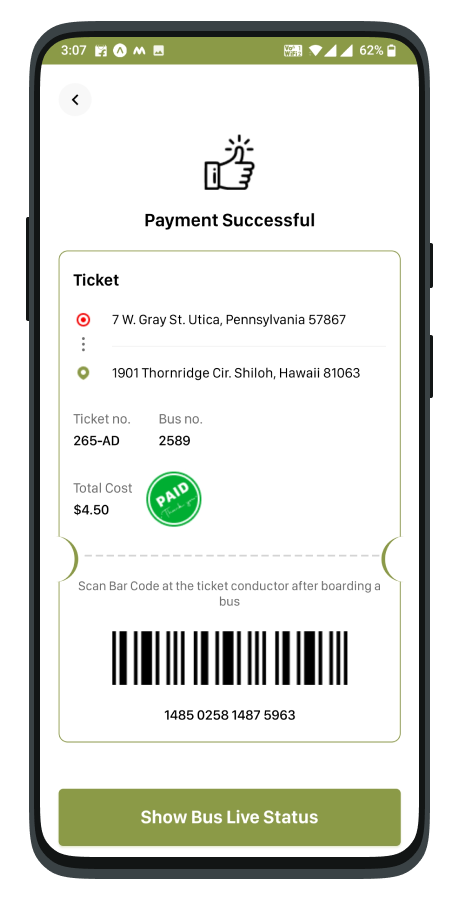 3:07
Vo)
WiFi2
62%
Payment Successful
Ticket
7 W. Gray St. Utica, Pennsylvania 57867
1901 Thornridge Cir. Shiloh, Hawaii 81063
Ticket no.
Bus no.
265-AD
2589
Total Cost
$4.50
PAID
Thank you
Scan Bar Code at the ticket conductor after boarding a
bus
1485 0258 1487 5963
Show Bus Live Status